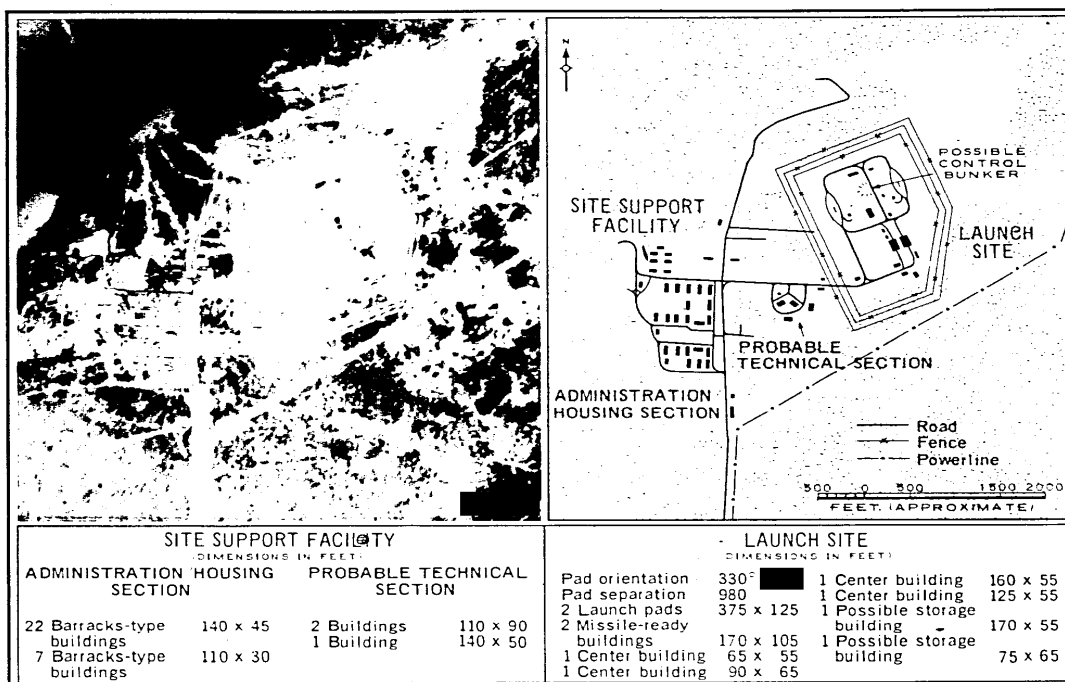 N
POSSIBLE
CONTROL
BUNKER
SITE SUPPORT
FACILITY
LAUNCH
SITE
PROBABLE
TECHNICAL
SECTION
ADMINISTRATION
HOUSING SECTION
Road
Fence
Powerline
500 0 500 1500 2000
FEET (APPROXIMATE)
SITE SUPPORT FACILITY
(DIMENSIONS IN FEET)
ADMINISTRATION HOUSING
SECTION
22 Barracks-type
buildings
140 x 45
7 Barracks-type
buildings
110 x 30
PROBABLE TECHNICAL
SECTION
2 Buildings 110 x 90
1 Building 140 x 50
LAUNCH SITE
(DIMENSIONS IN FEET)
Pad orientation 330°
Pad separation 980
2 Launch pads 375 x 125
2 Missile-ready
buildings 170 x 105
1 Center building 65 x 55
1 Center building 90 x 65
1 Center building 160 x 55
1 Center building 125 x 55
1 Possible storage
building 170 x 55
1 Possible storage
building 75 x 65